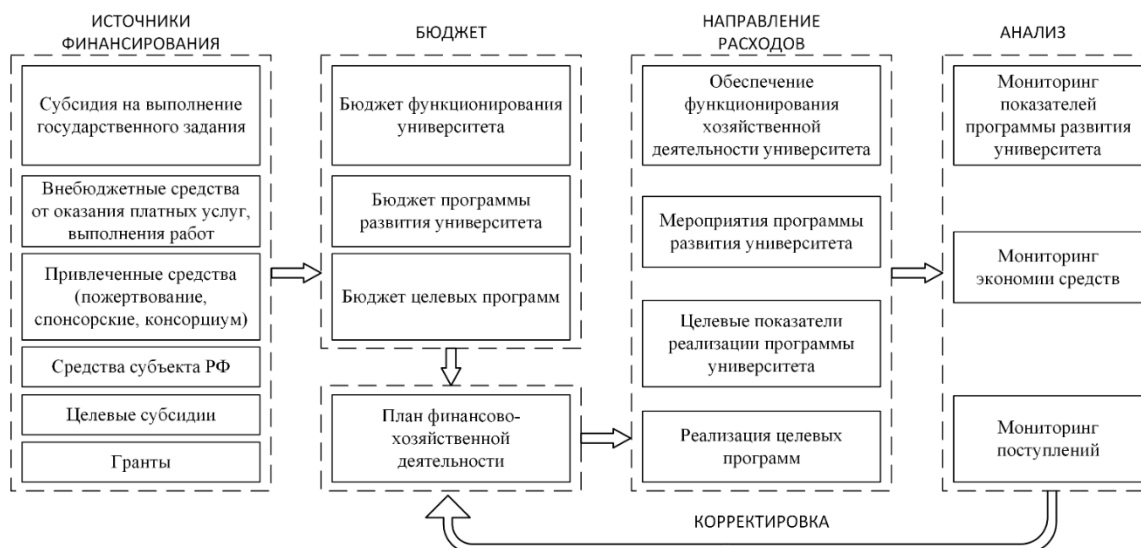 ИСТОЧНИКИ
ФИНАНСИРОВАНИЯ
Субсидия на выполнение
государственного задания
Внебюджетные средства
от оказания платных услуг,
выполнения работ
Привлеченные средства
(пожертвование,
спонсорские, консорциум)
Средства субъекта РФ
Целевые субсидии
Гранты
БЮДЖЕТ
Бюджет функционирования
университета
Бюджет программы
развития университета
Бюджет целевых программ
План финансово-
хозяйственной
деятельности
НАПРАВЛЕНИЕ
РАСХОДОВ
Обеспечение
функционирования
хозяйственной
деятельности университета
Мероприятия программы
развития университета
Целевые показатели
реализации программы
университета
Реализация целевых
программ
АНАЛИЗ
Мониторинг
показателей
программы развития
университета
Мониторинг
экономии средств
Мониторинг
поступлений
КОРРЕКТИРОВКА